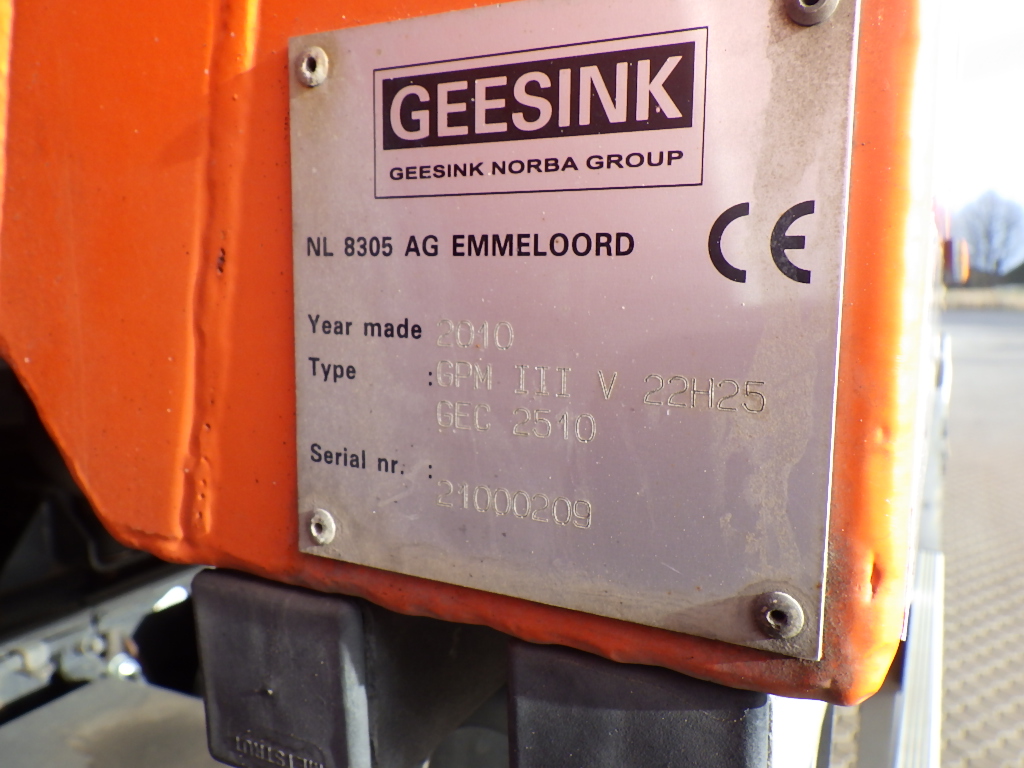 GEESINK
GEESINK NORBA GROUP
NL 8305 AG EMMELOORD CE
Year made 2010
Type :GPM III V 22H25
GEC 2510
Serial nr. :
21000209